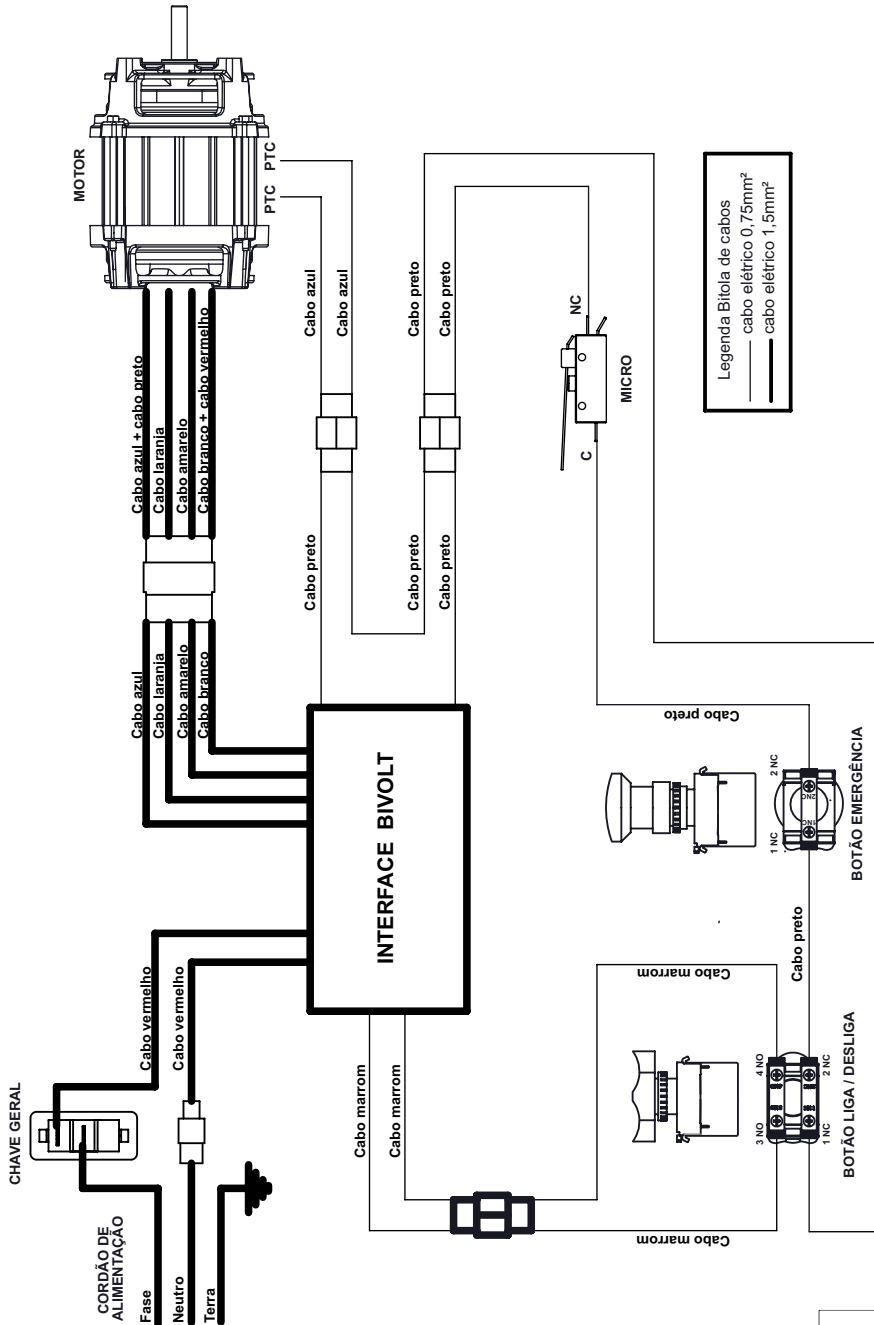 MOTOR
PTC
PTC
Cabo azul + cabo preto
Cabo laranja
Cabo amarelo
Cabo branco + cabo vermelho
Cabo azul
Cabo azul
Cabo preto
Cabo preto
NC
C
MICRO
Legenda Bitola de cabos
cabo elétrico 0,75mm²
cabo elétrico 1,5mm²
Cabo azul
Cabo laranja
Cabo amarelo
Cabo branco
Cabo preto
Cabo preto
Cabo preto
Cabo preto
INTERFACE BIVOLT
2 NC
2NC
1NC
1 NC
BOTÃO EMERGÊNCIA
Cabo vermelho
Cabo vermelho
Cabo marrom
Cabo marrom
Cabo marrom
Cabo preto
CHAVE GERAL
4 NO
2 NC
3 NO
1 NC
BOTÃO LIGA / DESLIGA
Cabo marrom
CORDÃO DE
ALIMENTAÇÃO
Fase
Neutro
Terra